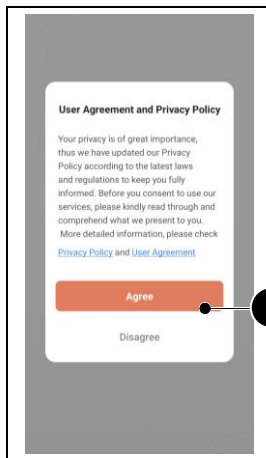 User Agreement and Privacy Policy
Your privacy is of great importance,
thus we have updated our Privacy
Policy according to the latest laws
and regulations to keep you fully
informed. Before you consent to use our
services, please kindly read through and
comprehend what we present to you.
More detailed information, please check
Privacy Policy and User Agreement
Agree
Disagree